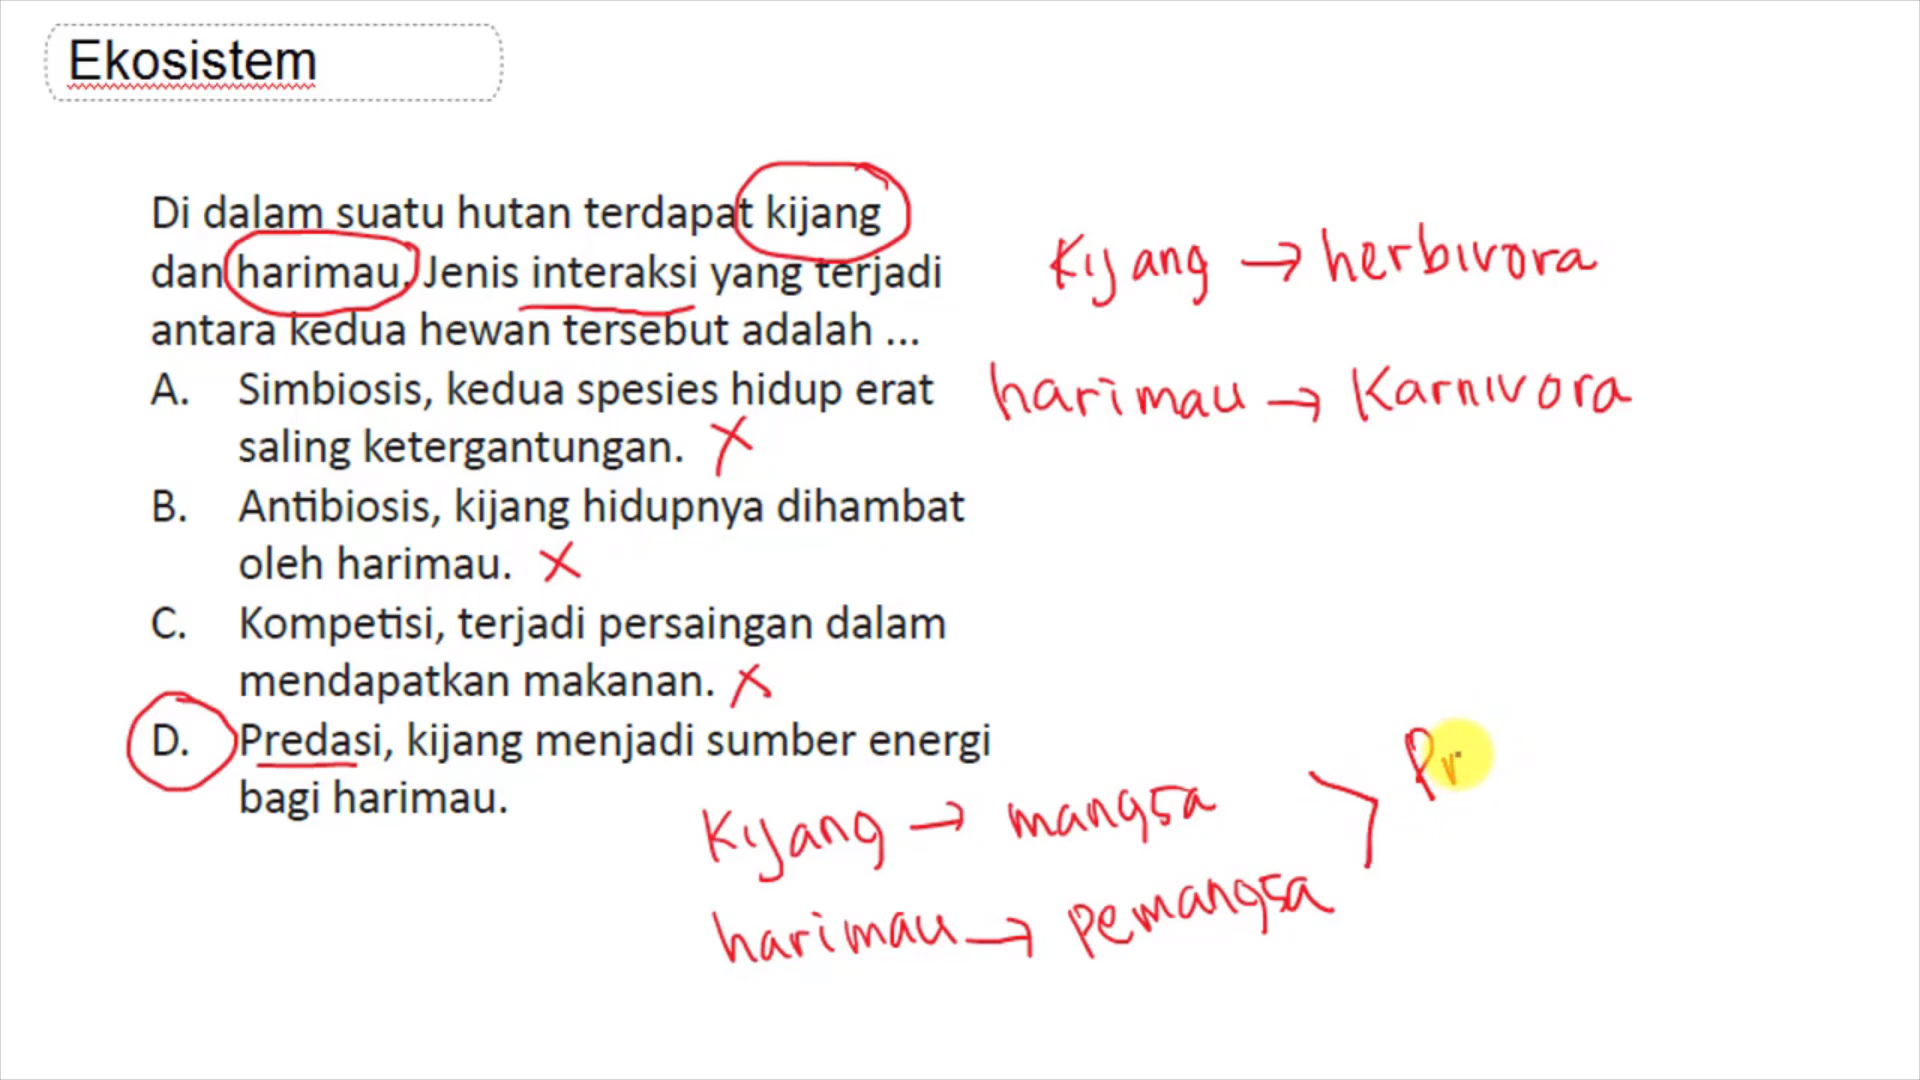 Ekosistem
Di dalam suatu hutan terdapat kijang
dan harimau. Jenis interaksi yang terjadi
antara kedua hewan tersebut adalah ...
A. Simbiosis, kedua spesies hidup erat
saling ketergantungan. X
B. Antibiosis, kijang hidupnya dihambat
oleh harimau. X
C. Kompetisi, terjadi persaingan dalam
mendapatkan makanan. X
D. Predasi, kijang menjadi sumber energi
bagi harimau.
Kijang → herbivora
harimau → Karnivora
Kijang → mangsa
harimau → pemangsa
Pr